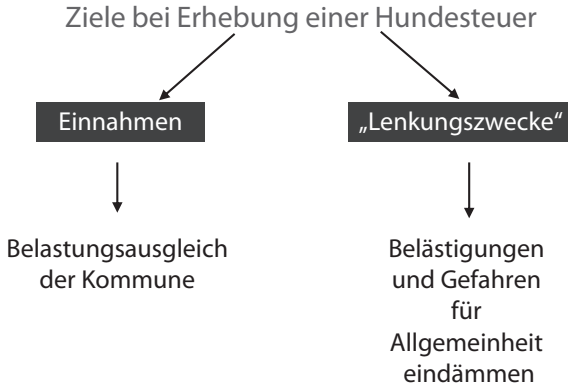 Ziele bei Erhebung einer Hundesteuer
Einnahmen
„Lenkungszwecke“
Belastungsausgleich
der Kommune
Belästigungen
und Gefahren
für
Allgemeinheit
eindämmen